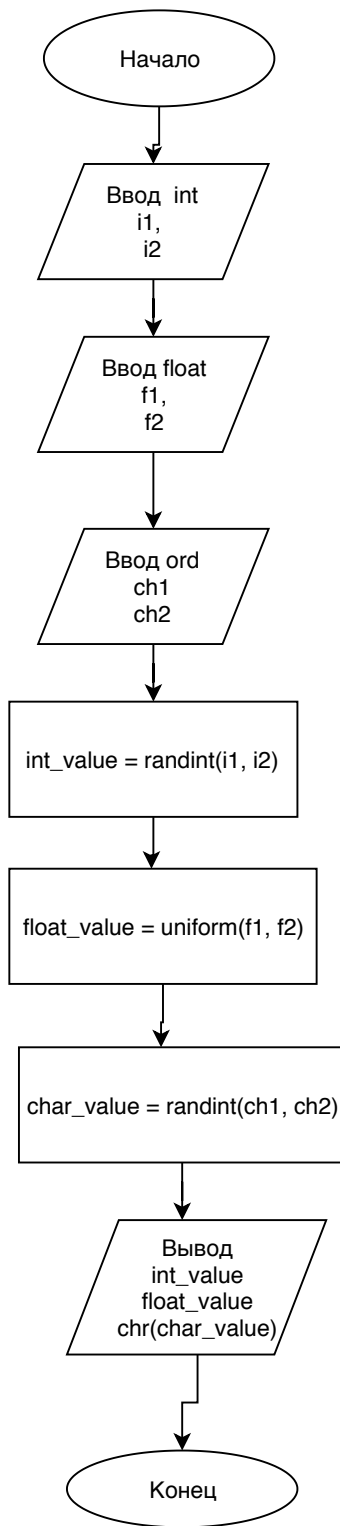 Начало
Ввод int
i1,
i2
Ввод float
f1,
f2
Ввод ord
ch1
ch2
int_value = randint(i1, i2)
float_value = uniform(f1, f2)
char_value = randint(ch1, ch2)
Вывод
int_value
float_value
chr(char_value)
Конец